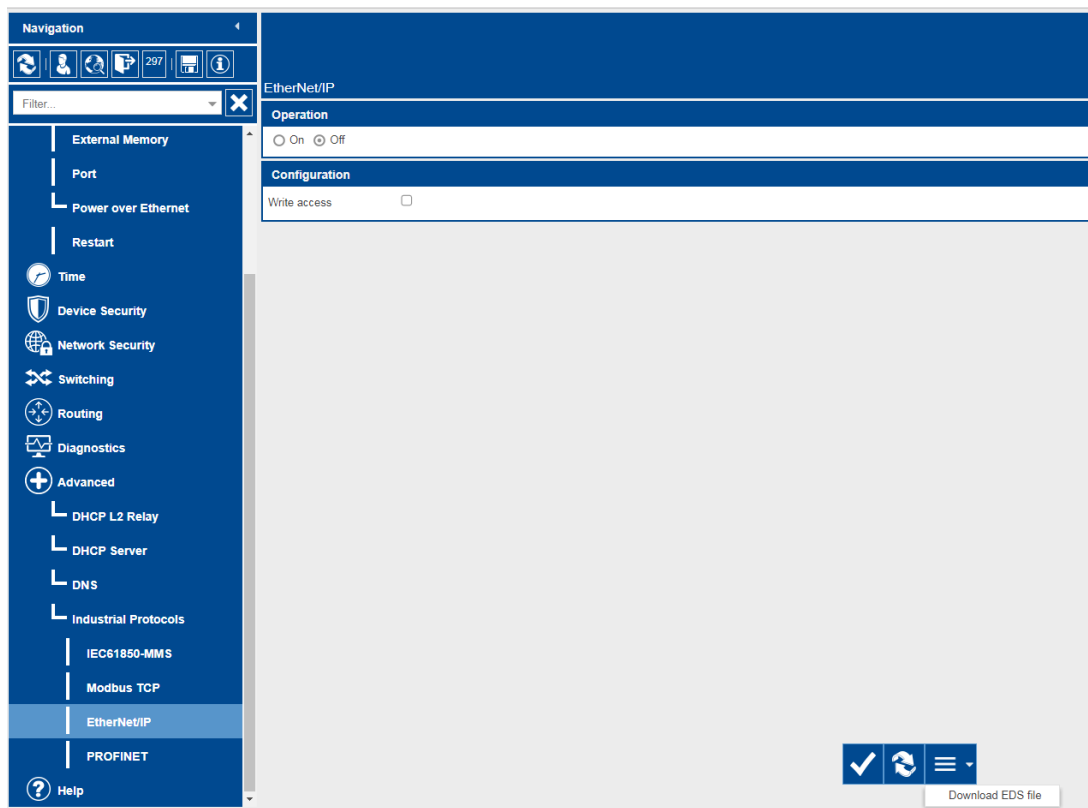 Navigation
297
Filter...
External Memory
Port
Power over Ethernet
Restart
Time
Device Security
Network Security
Switching
Routing
Diagnostics
Advanced
DHCP L2 Relay
DHCP Server
DNS
Industrial Protocols
IEC61850-MMS
Modbus TCP
EtherNet/IP
PROFINET
Help
EtherNet/IP
Operation
On Off
Configuration
Write access
Download EDS file